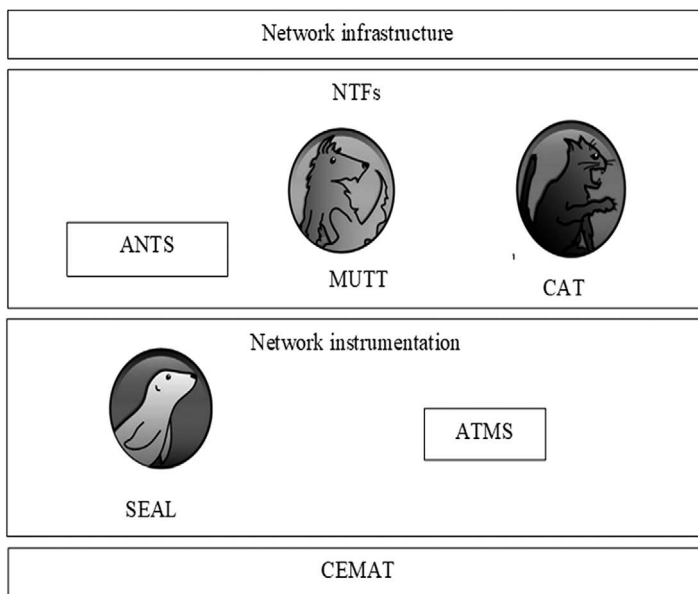 Network infrastructure
NTFs
ANTS
MUTT
CAT
Network instrumentation
ATMS
SEAL
CEMAT